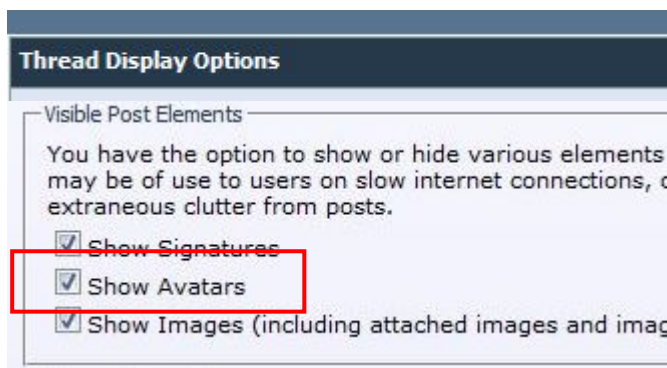 Thread Display Options
Visible Post Elements
You have the option to show or hide various elements
may be of use to users on slow internet connections,
extraneous clutter from posts.
Show Signatures
Show Avatars
Show Images (including attached images and